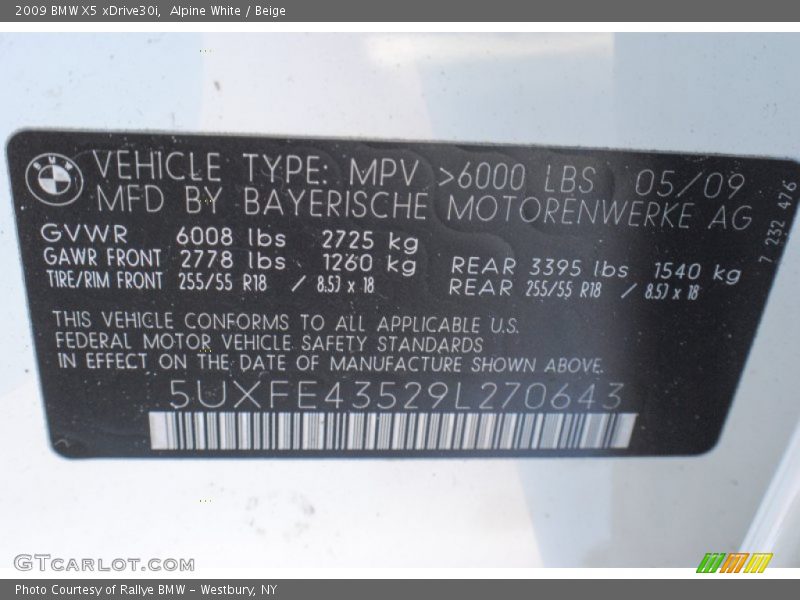 2009 BMW X5 xDrive30i,  Alpine White / Beige
BMW
VEHICLE TYPE: MPV >6000 LBS 05/09
MFD BY BAYERISCHE MOTORENWERKE AG
GVWR 6008 lbs 2725 kg
GAWR FRONT 2778 lbs 1260 kg REAR 3395 lbs 1540 kg
TIRE/RIM FRONT 255/55 R18 / 8.5J x 18 REAR 255/55 R18 / 8.5J x 18
THIS VEHICLE CONFORMS TO ALL APPLICABLE U.S.
FEDERAL MOTOR VEHICLE SAFETY STANDARDS
IN EFFECT ON THE DATE OF MANUFACTURE SHOWN ABOVE.
5UXFE43529L270643
7 232 476
GTCARLOT.COM
Photo Courtesy of Rallye BMW - Westbury, NY